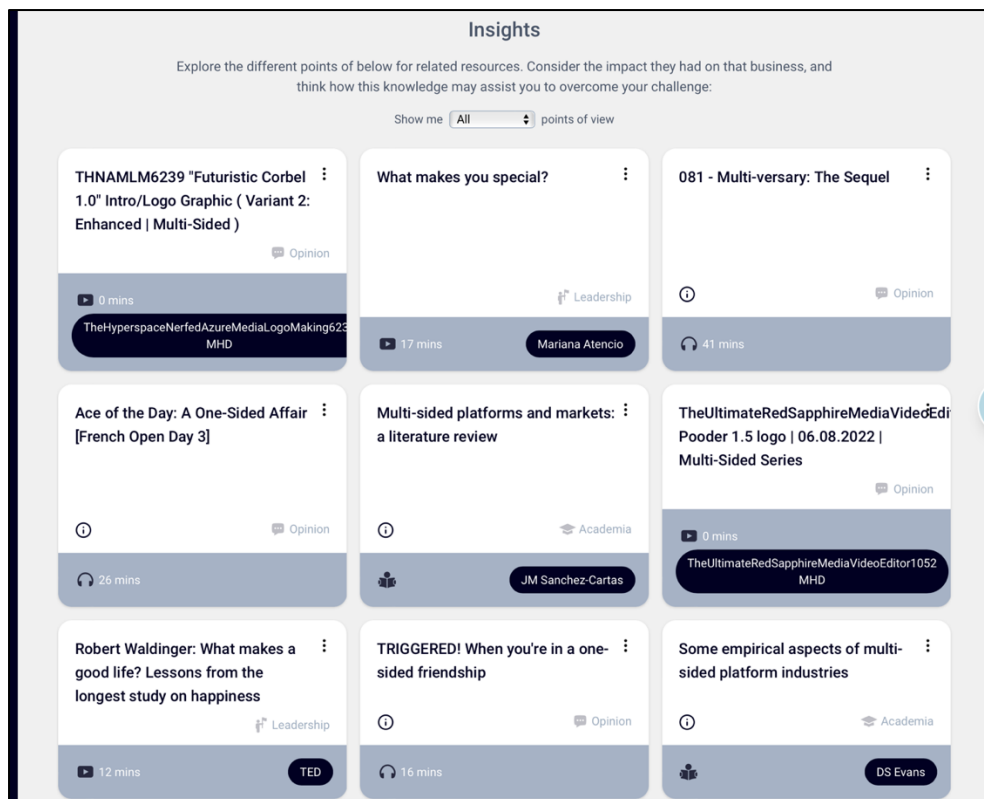 Insights
Explore the different points of below for related resources. Consider the impact they had on that business, and
think how this knowledge may assist you to overcome your challenge:
Show me All points of view
THNAMLM6239 "Futuristic Corbel
1.0" Intro/Logo Graphic ( Variant 2:
Enhanced | Multi-Sided )
Opinion
0 mins
TheHyperspaceNerfedAzureMediaLogoMaking623
MHD
What makes you special?
Leadership
17 mins
Mariana Atencio
081 - Multi-versary: The Sequel
Opinion
41 mins
Ace of the Day: A One-Sided Affair
[French Open Day 3]
Opinion
26 mins
Multi-sided platforms and markets:
a literature review
Academia
JM Sanchez-Cartas
TheUltimateRedSapphireMediaVideoEdi
Pooder 1.5 logo | 06.08.2022 |
Multi-Sided Series
Opinion
0 mins
TheUltimateRedSapphireMediaVideoEditor1052
MHD
Robert Waldinger: What makes a
good life? Lessons from the
longest study on happiness
Leadership
12 mins
TED
TRIGGERED! When you're in a one-
sided friendship
Opinion
16 mins
Some empirical aspects of multi-
sided platform industries
Academia
DS Evans